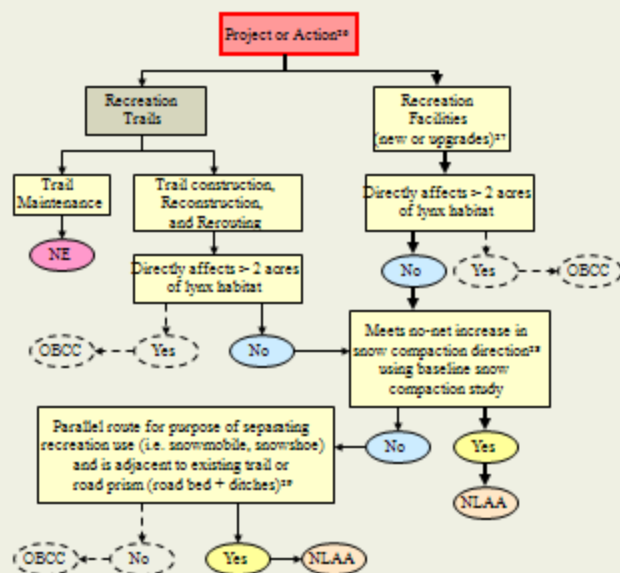 Project or Action²⁶
Recreation
Trails
Recreation
Facilities
(new or upgrades)²⁷
Trail
Maintenance
Trail construction,
Reconstruction,
and Rerouting
Directly affects > 2 acres
of lynx habitat
NE
Directly affects > 2 acres
of lynx habitat
No
Yes
OBCC
OBCC
Yes
No
Meets no-net increase in
snow compaction direction²⁸
using baseline snow
compaction study
Parallel route for purpose of separating
recreation use (i.e. snowmobile, snowshoe)
and is adjacent to existing trail or
road prism (road bed + ditches)²⁹
No
Yes
NLAA
OBCC
No
Yes
NLAA